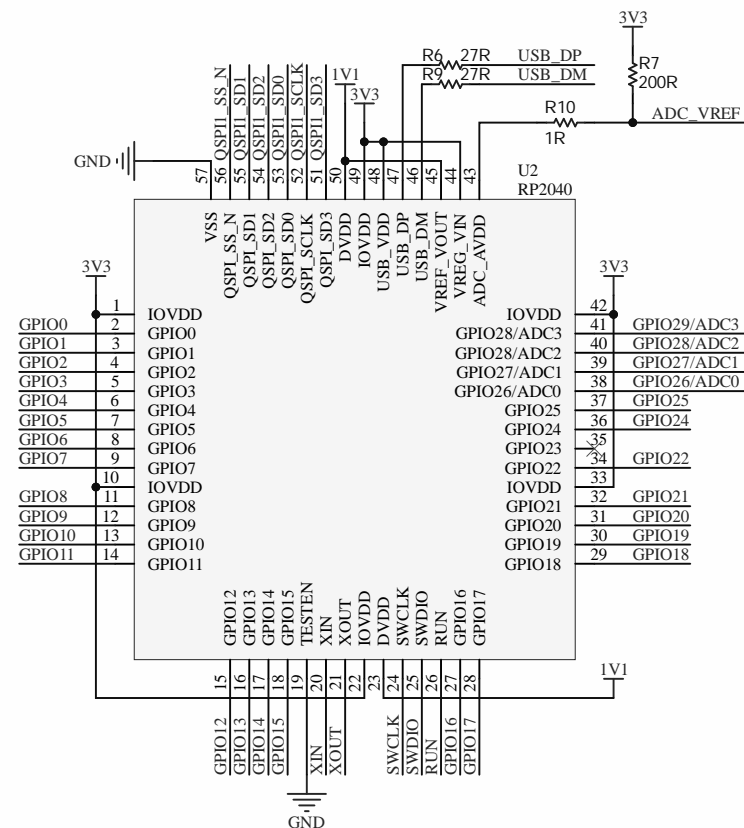 3V3
R6 27R USB_DP
R9 27R USB_DM
R7
200R
1V1
3V3
R10
1R
ADC_VREF
QSPI1_SS_N
QSPI1_SD1
QSPI1_SD2
QSPI1_SD0
QSPI1_SCLK
QSPI1_SD3
GND
57
56
55
54
53
52
51
50
49
48
47
46
45
44
43
U2
RP2040
VSS
QSPI_SS_N
QSPI_SD1
QSPI_SD2
QSPI_SD0
QSPI_SCLK
QSPI_SD3
DVDD
IOVDD
USB_VDD
USB_DP
USB_DM
VREF_VOUT
VREG_VIN
ADC_AVDD
3V3
3V3
1 IOVDD
GPIO0 2 GPIO0
GPIO1 3 GPIO1
GPIO2 4 GPIO2
GPIO3 5 GPIO3
GPIO4 6 GPIO4
GPIO5 7 GPIO5
GPIO6 8 GPIO6
GPIO7 9 GPIO7
10 IOVDD
GPIO8 11 GPIO8
GPIO9 12 GPIO9
GPIO10 13 GPIO10
GPIO11 14 GPIO11
IOVDD 42
GPIO28/ADC3 41 GPIO29/ADC3
GPIO28/ADC2 40 GPIO28/ADC2
GPIO27/ADC1 39 GPIO27/ADC1
GPIO26/ADC0 38 GPIO26/ADC0
GPIO25 37 GPIO25
GPIO24 36 GPIO24
GPIO23 35
GPIO22 34 GPIO22
IOVDD 33
GPIO21 32 GPIO21
GPIO20 31 GPIO20
GPIO19 30 GPIO19
GPIO18 29 GPIO18
GPIO12
GPIO13
GPIO14
GPIO15
TESTEN
XIN
XOUT
IOVDD
DVDD
SWCLK
SWDIO
RUN
GPIO16
GPIO17
15
16
17
18
19
20
21
22
23
24
25
26
27
28
1V1
GPIO12
GPIO13
GPIO14
GPIO15
XIN
XOUT
SWCLK
SWDIO
RUN
GPIO16
GPIO17
GND